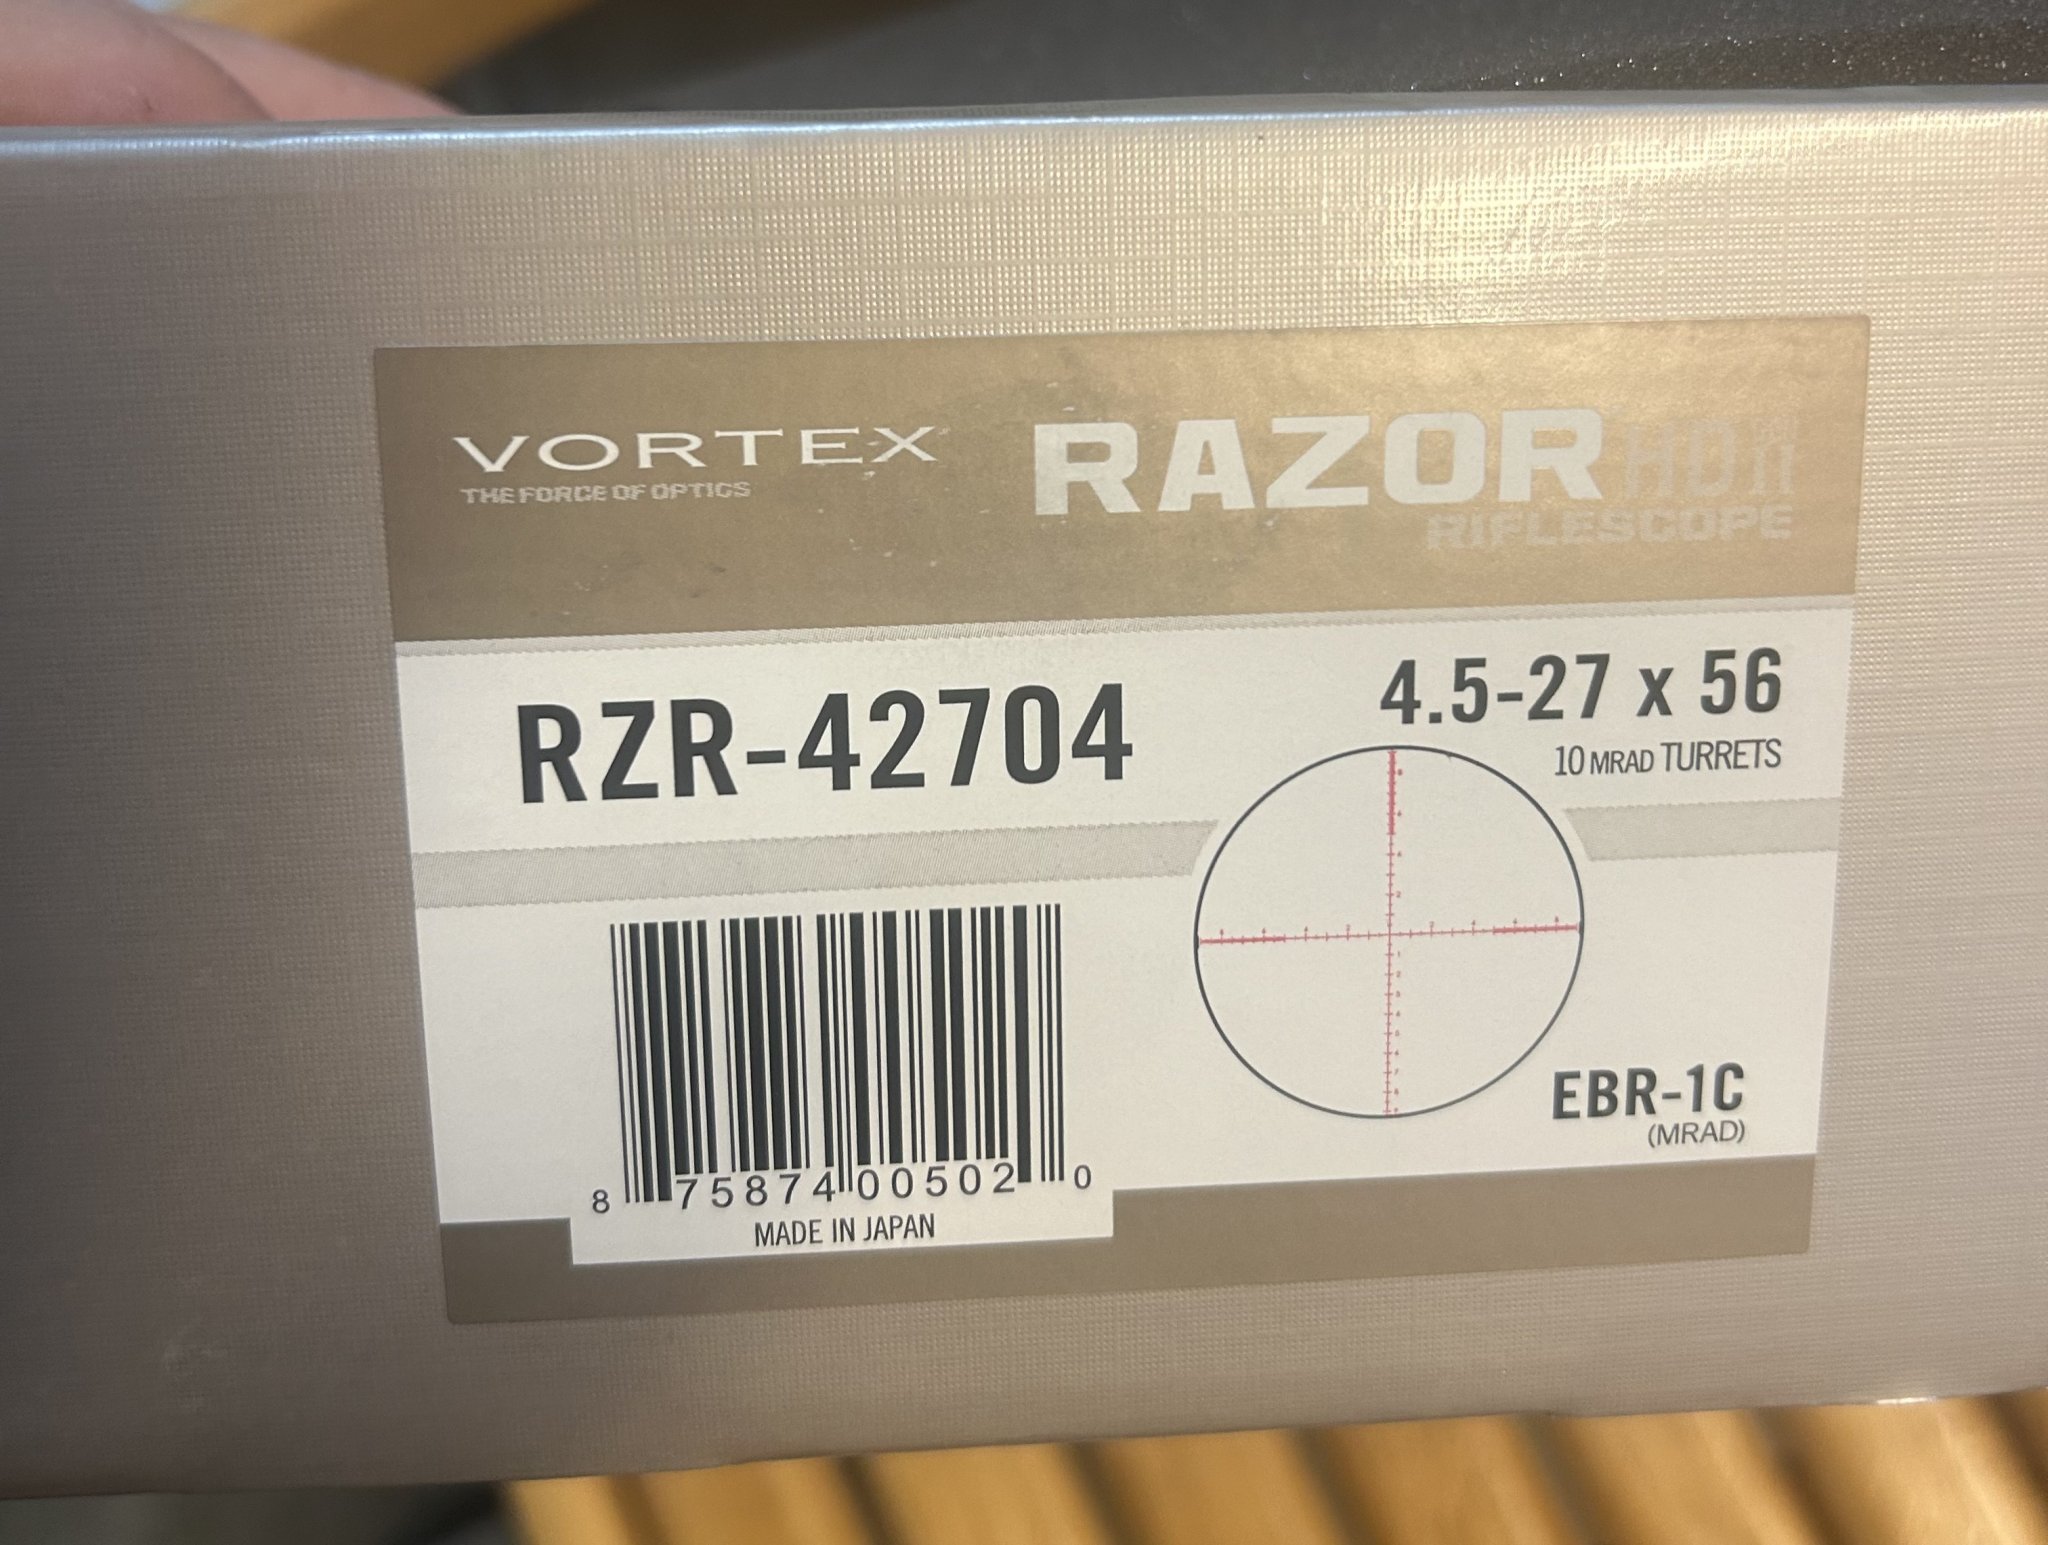 VORTEX
THE FORCE OF OPTICS
RAZOR HD II
RIFLESCOPE
RZR-42704
4.5-27 x 56
10 MRAD TURRETS
EBR-1C
(MRAD)
8 75874 00502 0
MADE IN JAPAN